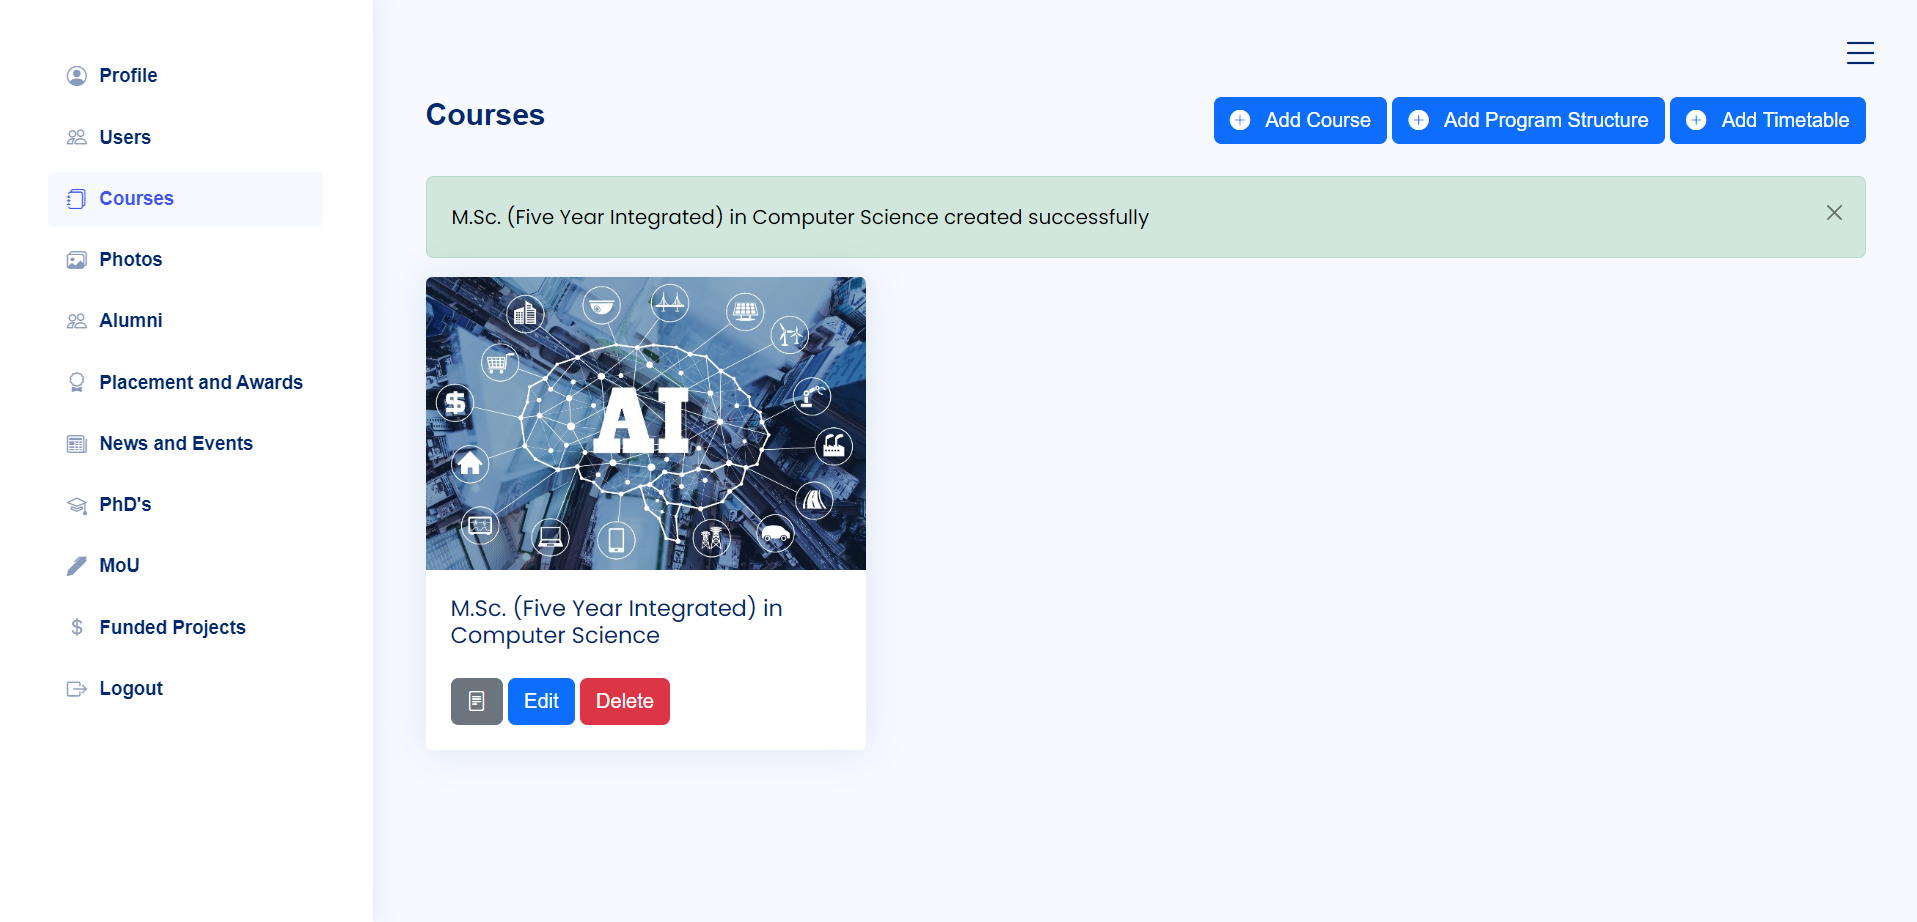 Profile
Users
Courses
Photos
Alumni
Placement and Awards
News and Events
PhD's
MoU
Funded Projects
Logout
Courses
Add Course
Add Program Structure
Add Timetable
M.Sc. (Five Year Integrated) in Computer Science created successfully
AI
$
M.Sc. (Five Year Integrated) in
Computer Science
Edit
Delete